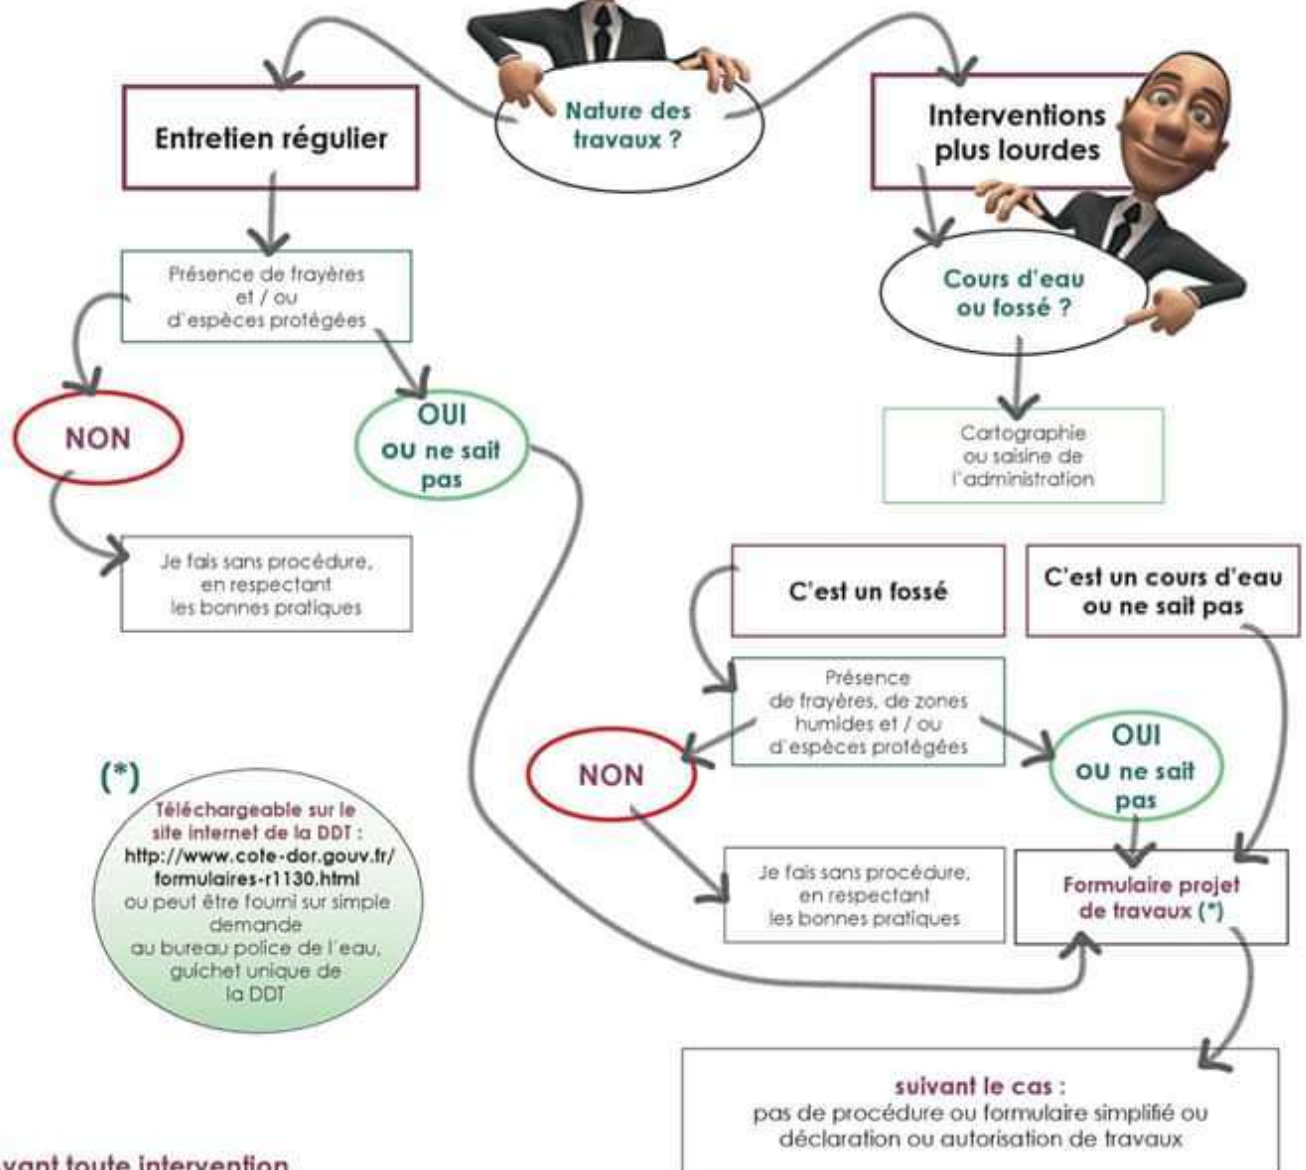 Nature des
travaux ?
Entretien régulier
Interventions
plus lourdes
Présence de frayères
et / ou
d'espèces protégées
Cours d'eau
ou fossé ?
NON
OUI
OU ne sait
pas
Cartographie
ou saisine de
l'administration
Je fais sans procédure,
en respectant
les bonnes pratiques
C'est un fossé
C'est un cours d'eau
ou ne sait pas
Présence
de frayères, de zones
humides et / ou
d'espèces protégées
NON
OUI
OU ne sait
pas
Je fais sans procédure,
en respectant
les bonnes pratiques
Formulaire projet
de travaux (*)
(*)
Téléchargeable sur le
site internet de la DDT :
http://www.cote-dor.gouv.fr/
formulaires-r1130.html
ou peut être fourni sur simple
demande
au bureau police de l'eau,
guichet unique de
la DDT
suivant le cas :
pas de procédure ou formulaire simplifié ou
déclaration ou autorisation de travaux
vant toute intervention